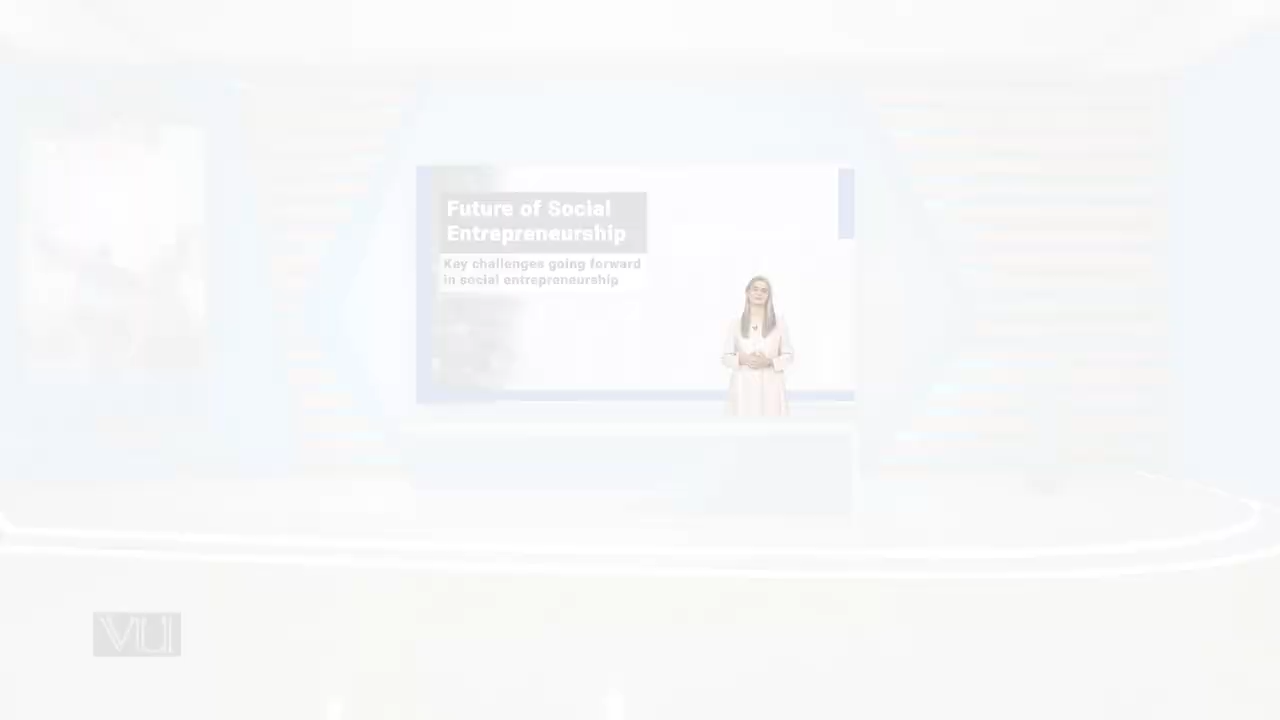 Future of Social
Entrepreneurship
Key challenges going forward
in social entrepreneurship
VU